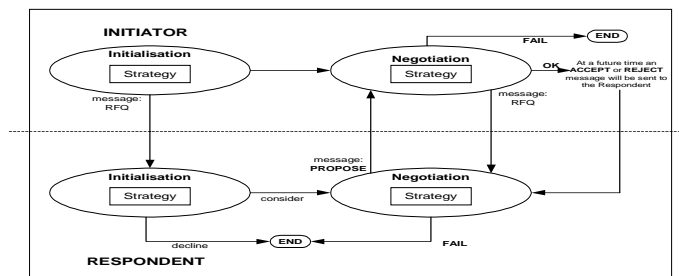 INITIATOR
Initialisation
Strategy
Negotiation
Strategy
FAIL
END
OK
At a future time an
ACCEPT or REJECT
message will be sent to
the Respondent
message:
RFQ
message:
RFQ
message:
PROPOSE
Initialisation
Strategy
consider
Negotiation
Strategy
decline
END
FAIL
RESPONDENT